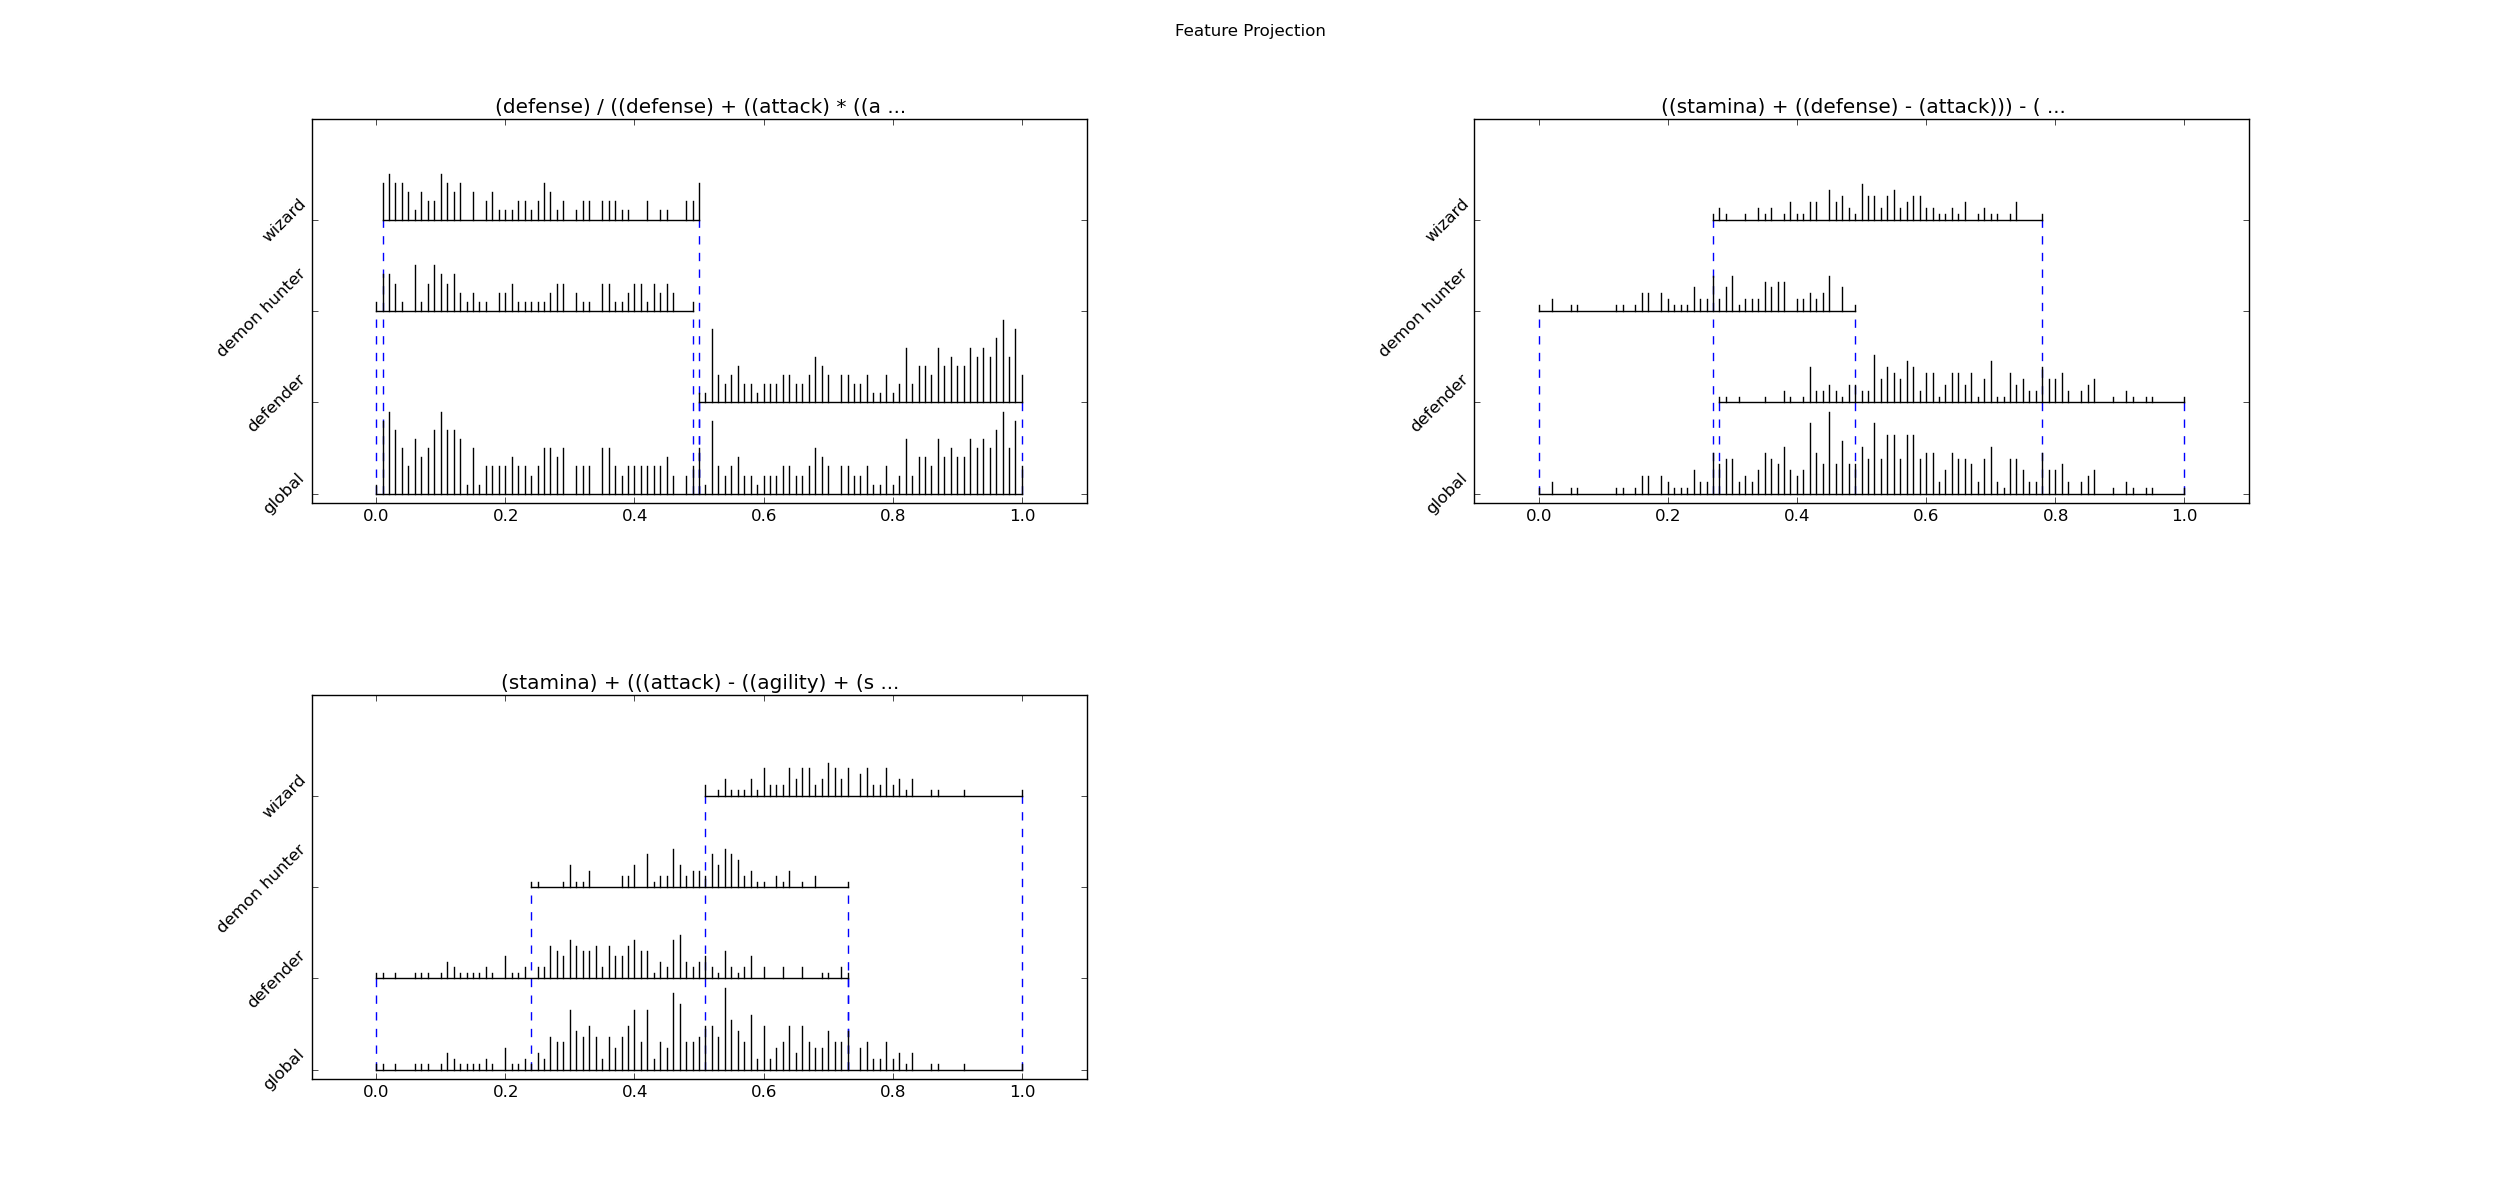 Feature Projection
(defense) / ((defense) + ((attack) * ((a ...
wizard
demon hunter
defender
global
0.0 0.2 0.4 0.6 0.8 1.0
((stamina) + ((defense) - (attack))) - ( ...
wizard
demon hunter
defender
global
0.0 0.2 0.4 0.6 0.8 1.0
(stamina) + (((attack) - ((agility) + (s ...
wizard
demon hunter
defender
global
0.0 0.2 0.4 0.6 0.8 1.0